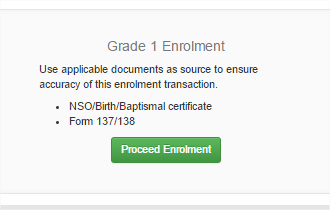 Grade 1 Enrolment
Use applicable documents as source to ensure
accuracy of this enrolment transaction.
• NSO/Birth/Baptismal certificate
• Form 137/138
Proceed Enrolment